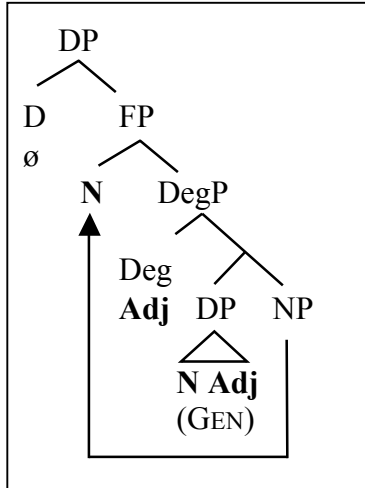 DP
D FP
ø
N DegP
Deg
Adj DP NP
N Adj
(GEN)